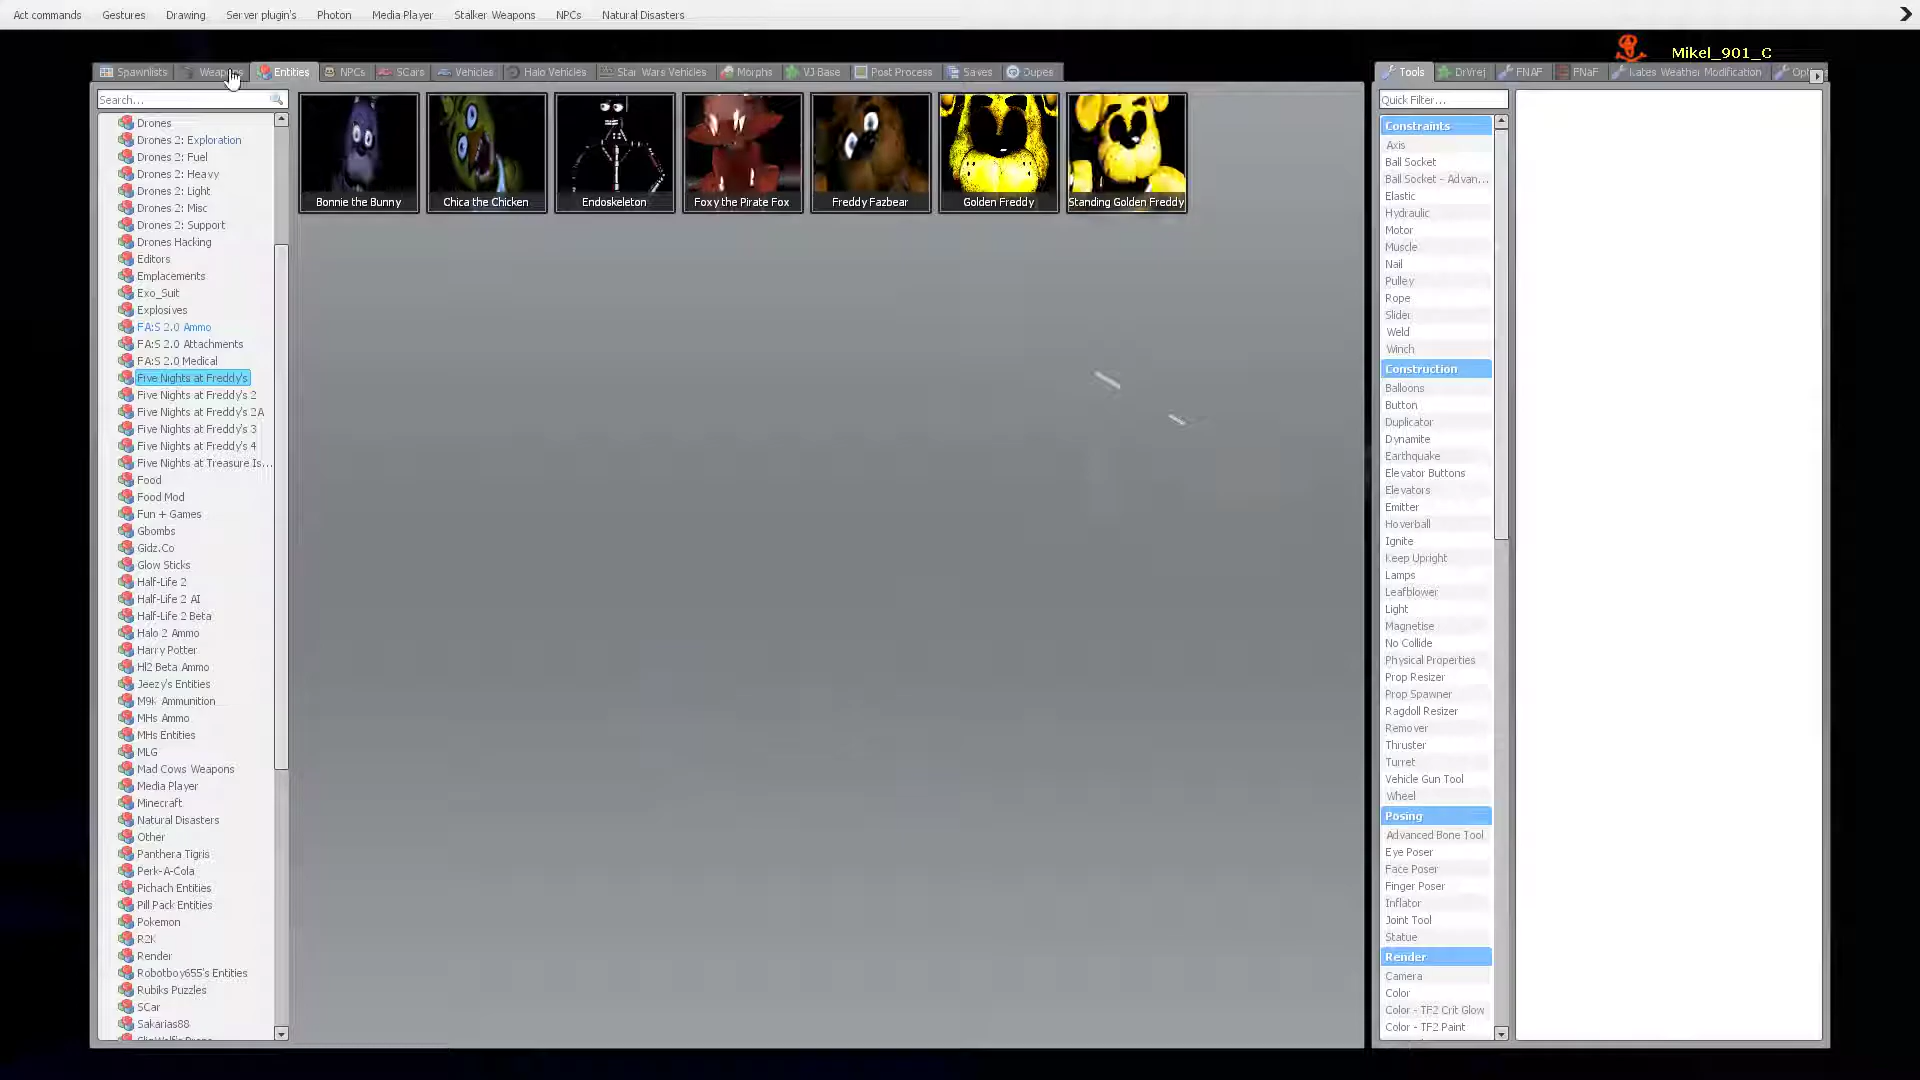 Act commands Gestures Drawing Server plugin's Photon Media Player Stalker Weapons NPCs Natural Disasters
Mikel_901_C
Spawnlists Weapons Entities NPCs SCars Vehicles Halo Vehicles Star Wars Vehicles Morphs VJ Base Post Process Saves Dupes
Search...
Drones
Drones 2: Exploration
Drones 2: Fuel
Drones 2: Heavy
Drones 2: Light
Drones 2: Misc
Drones 2: Support
Drones Hacking
Editors
Emplacements
Exo_Suit
Explosives
FA:S 2.0 Ammo
FA:S 2.0 Attachments
FA:S 2.0 Medical
Five Nights at Freddy's
Five Nights at Freddy's 2
Five Nights at Freddy's 2A
Five Nights at Freddy's 3
Five Nights at Freddy's 4
Five Nights at Treasure Is...
Food
Food Mod
Fun + Games
Gbombs
Gidz.Co
Glow Sticks
Half-Life 2
Half-Life 2 AI
Half-Life 2 Beta
Halo 2 Ammo
Harry Potter
Hl2 Beta Ammo
Jeezy's Entities
M9k Ammunition
MHs Ammo
MHs Entities
MLG
Mad Cows Weapons
Media Player
Minecraft
Natural Disasters
Other
Panthera Tigris
Perk-A-Cola
Pichach Entities
Pill Pack Entities
Pokemon
R2K
Render
Robotboy655's Entities
Rubiks Puzzles
SCar
Sakarias88
Bonnie the Bunny Chica the Chicken Endoskeleton Foxy the Pirate Fox Freddy Fazbear Golden Freddy Standing Golden Freddy
Tools DrVrej FNAF FNaF Kates Weather Modification
Quick Filter...
Constraints
Axis
Ball Socket
Ball Socket - Advan...
Elastic
Hydraulic
Motor
Muscle
Nail
Pulley
Rope
Slider
Weld
Winch
Construction
Balloons
Button
Duplicator
Dynamite
Earthquake
Elevator Buttons
Elevators
Emitter
Hoverball
Ignite
Keep Upright
Lamps
Leafblower
Light
Magnetise
No Collide
Physical Properties
Prop Resizer
Prop Spawner
Ragdoll Resizer
Remover
Thruster
Turret
Vehicle Gun Tool
Wheel
Posing
Advanced Bone Tool
Eye Poser
Face Poser
Finger Poser
Inflator
Joint Tool
Statue
Render
Camera
Color
Color - TF2 Crit Glow
Color - TF2 Paint